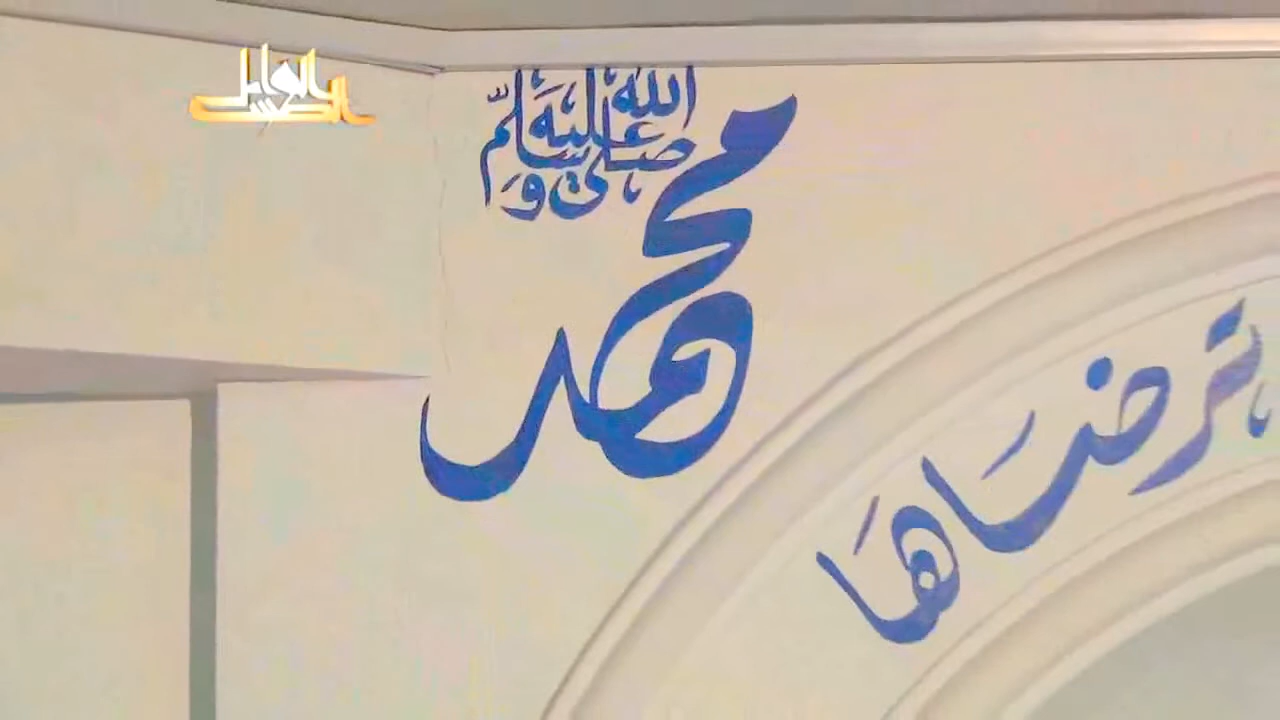 صلى الله عليه وسلم
محمد
ترضاها